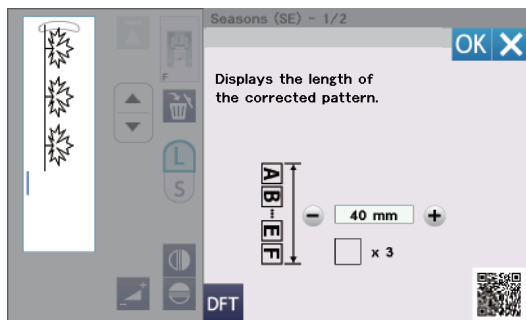 Seasons (SE) - 1/2
OK
F
Displays the length of
the corrected pattern.
L
S
A
B
E
F
40 mm
x 3
DFT